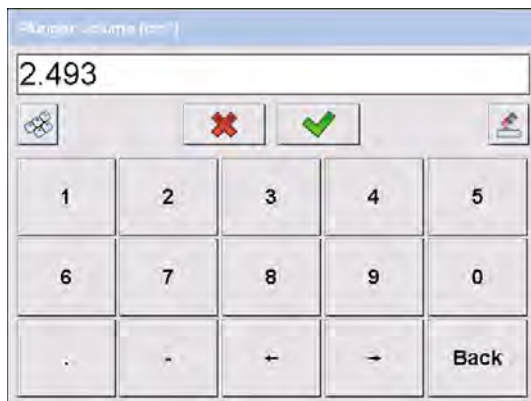 Plunger volume [cm³]
2.493
1 2 3 4 5
6 7 8 9 0
. - ← → Back